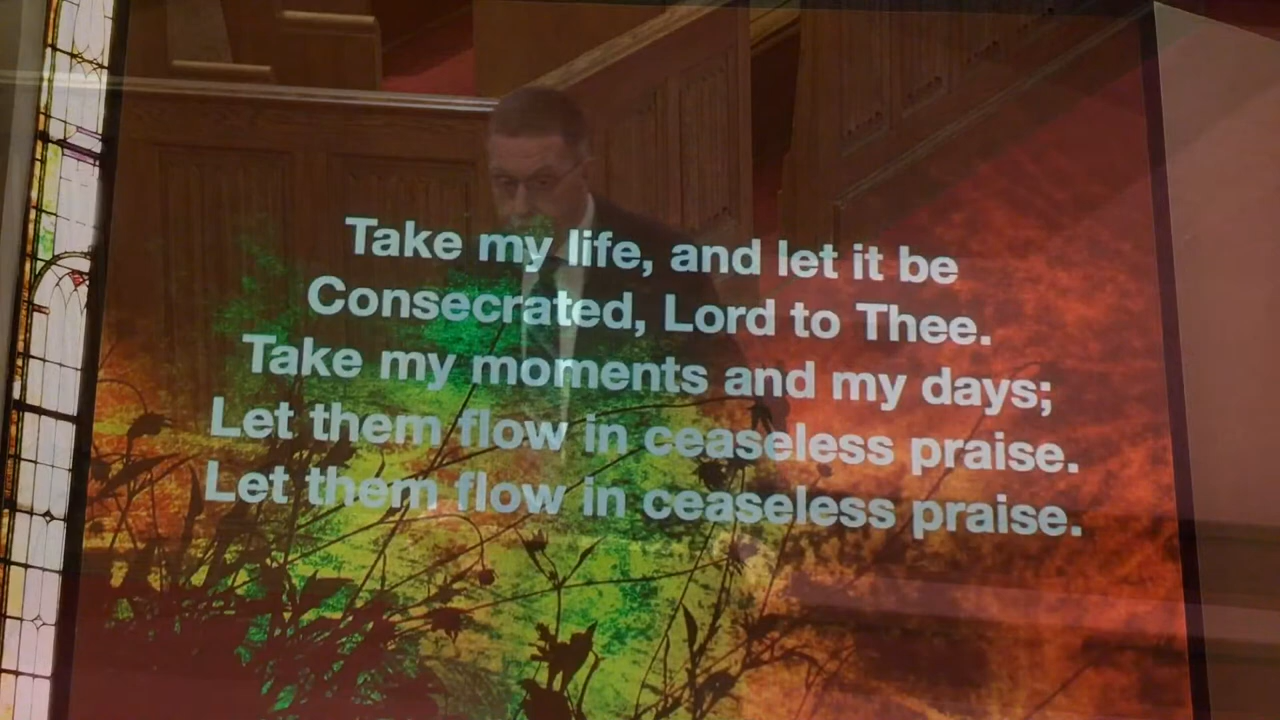 Take my life, and let it be
Consecrated, Lord to Thee.
Take my moments and my days;
Let them flow in ceaseless praise.
Let them flow in ceaseless praise.